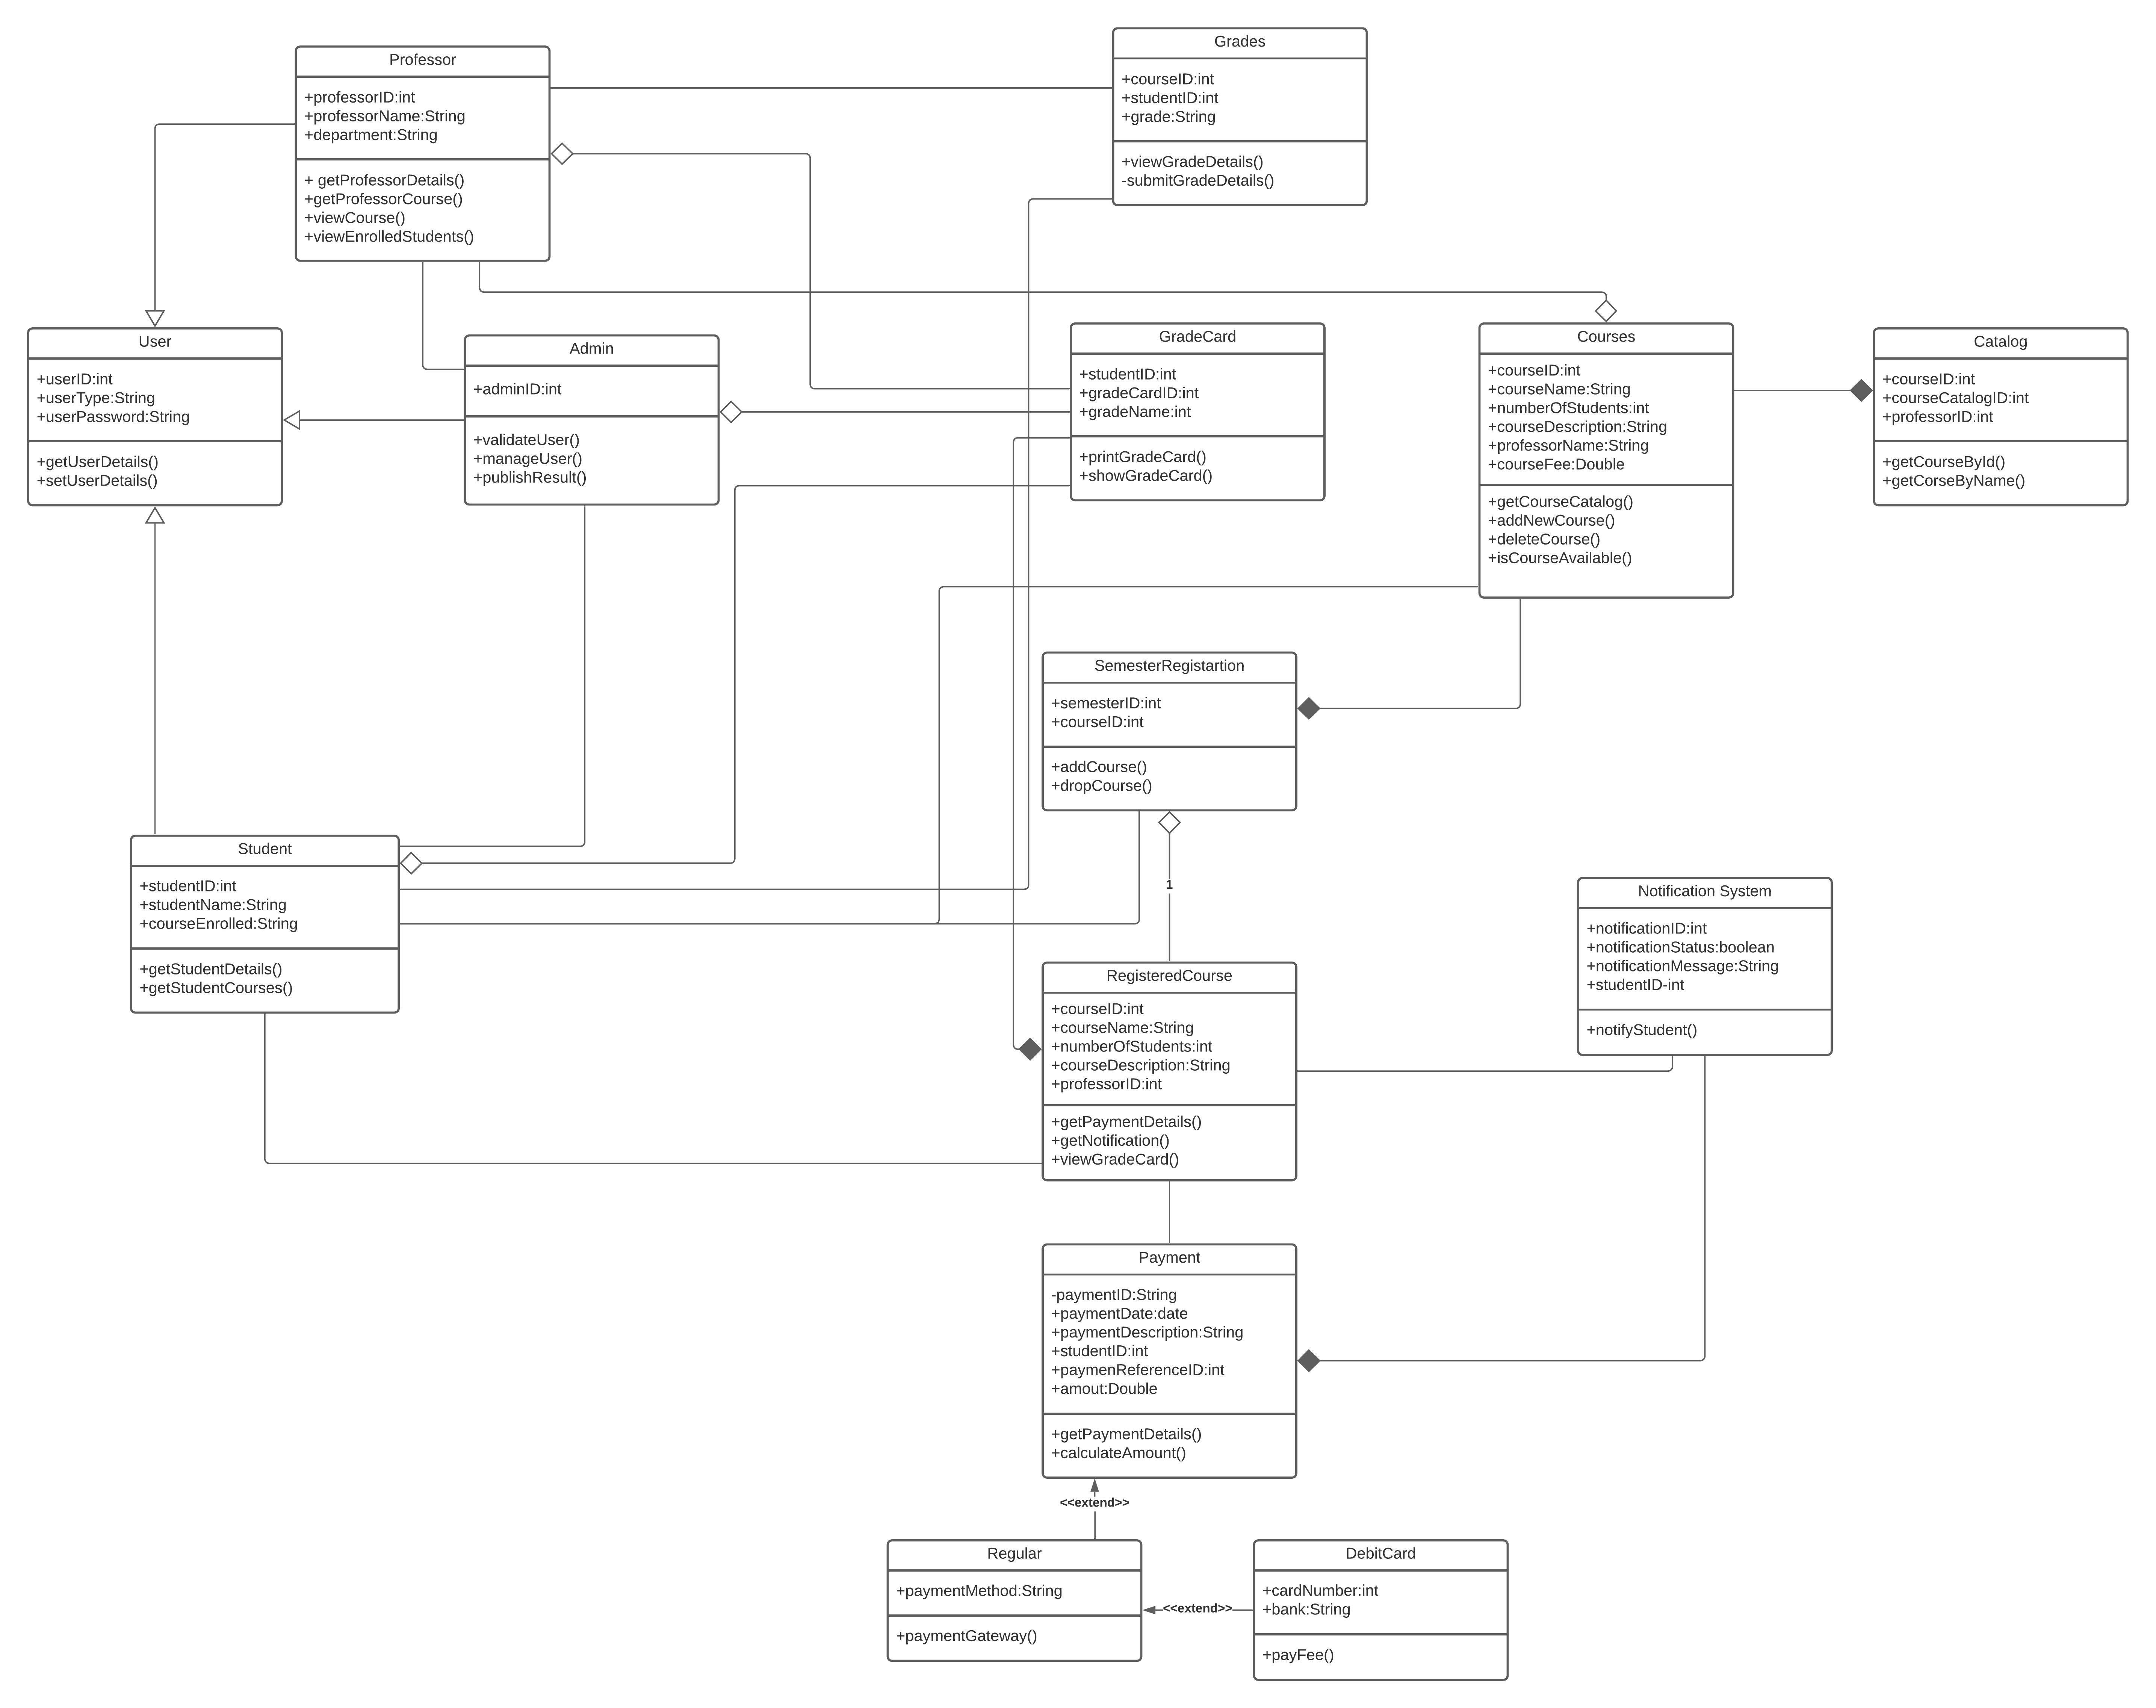 Professor
+professorID:int
+professorName:String
+department:String
+ getProfessorDetails()
+getProfessorCourse()
+viewCourse()
+viewEnrolledStudents()
Grades
+courseID:int
+studentID:int
+grade:String
+viewGradeDetails()
-submitGradeDetails()
User
+userID:int
+userType:String
+userPassword:String
+getUserDetails()
+setUserDetails()
Admin
+adminID:int
+validateUser()
+manageUser()
+publishResult()
GradeCard
+studentID:int
+gradeCardID:int
+gradeName:int
+printGradeCard()
+showGradeCard()
Courses
+courseID:int
+courseName:String
+numberOfStudents:int
+courseDescription:String
+professorName:String
+courseFee:Double
+getCourseCatalog()
+addNewCourse()
+deleteCourse()
+isCourseAvailable()
Catalog
+courseID:int
+courseCatalogID:int
+professorID:int
+getCourseById()
+getCorseByName()
SemesterRegistartion
+semesterID:int
+courseID:int
+addCourse()
+dropCourse()
Student
+studentID:int
+studentName:String
+courseEnrolled:String
+getStudentDetails()
+getStudentCourses()
1
Notification System
+notificationID:int
+notificationStatus:boolean
+notificationMessage:String
+studentID-int
+notifyStudent()
RegisteredCourse
+courseID:int
+courseName:String
+numberOfStudents:int
+courseDescription:String
+professorID:int
+getPaymentDetails()
+getNotification()
+viewGradeCard()
Payment
-paymentID:String
+paymentDate:date
+paymentDescription:String
+studentID:int
+paymenReferenceID:int
+amout:Double
+getPaymentDetails()
+calculateAmount()
<<extend>>
Regular
+paymentMethod:String
+paymentGateway()
<<extend>>
DebitCard
+cardNumber:int
+bank:String
+payFee()